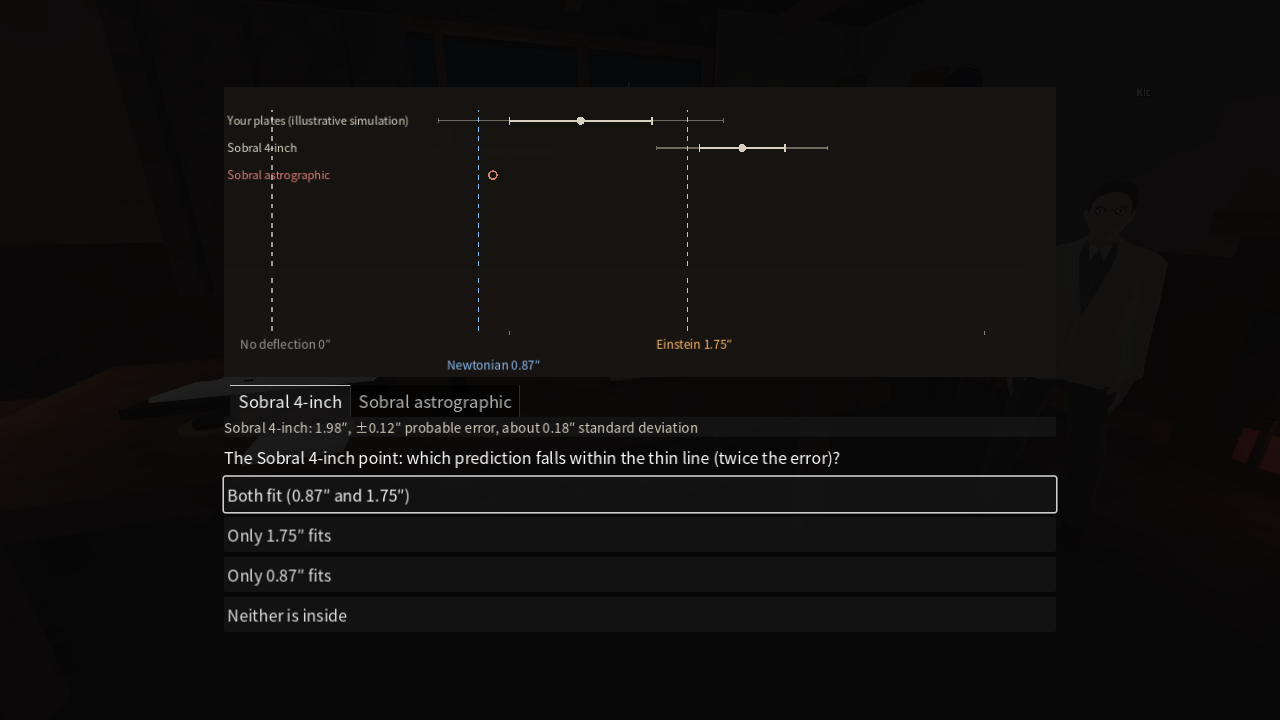 Kit
Your plates (illustrative simulation)
Sobral 4-inch
Sobral astrographic
No deflection 0″
Einstein 1.75″
Newtonian 0.87″
Sobral 4-inch
Sobral astrographic
Sobral 4-inch: 1.98″, ±0.12″ probable error, about 0.18″ standard deviation
The Sobral 4-inch point: which prediction falls within the thin line (twice the error)?
Both fit (0.87″ and 1.75″)
Only 1.75″ fits
Only 0.87″ fits
Neither is inside